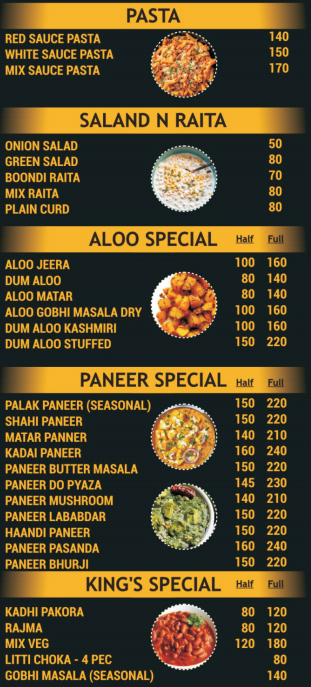 PASTA
RED SAUCE PASTA 140
WHITE SAUCE PASTA 150
MIX SAUCE PASTA 170
SALAND N RAITA
ONION SALAD 50
GREEN SALAD 80
BOONDI RAITA 70
MIX RAITA 80
PLAIN CURD 80
ALOO SPECIAL Half Full
ALOO JEERA 100 160
DUM ALOO 80 140
ALOO MATAR 80 140
ALOO GOBHI MASALA DRY 100 160
DUM ALOO KASHMIRI 100 160
DUM ALOO STUFFED 150 220
PANEER SPECIAL Half Full
PALAK PANEER (SEASONAL) 150 220
SHAHI PANEER 150 220
MATAR PANNER 140 210
KADAI PANEER 160 240
PANEER BUTTER MASALA 150 220
PANEER DO PYAZA 145 230
PANEER MUSHROOM 140 210
PANEER LABABDAR 150 220
HAANDI PANEER 150 220
PANEER PASANDA 160 240
PANEER BHURJI 150 220
KING'S SPECIAL Half Full
KADHI PAKORA 80 120
RAJMA 80 120
MIX VEG 120 180
LITTI CHOKA - 4 PEC 80
GOBHI MASALA (SEASONAL) 140